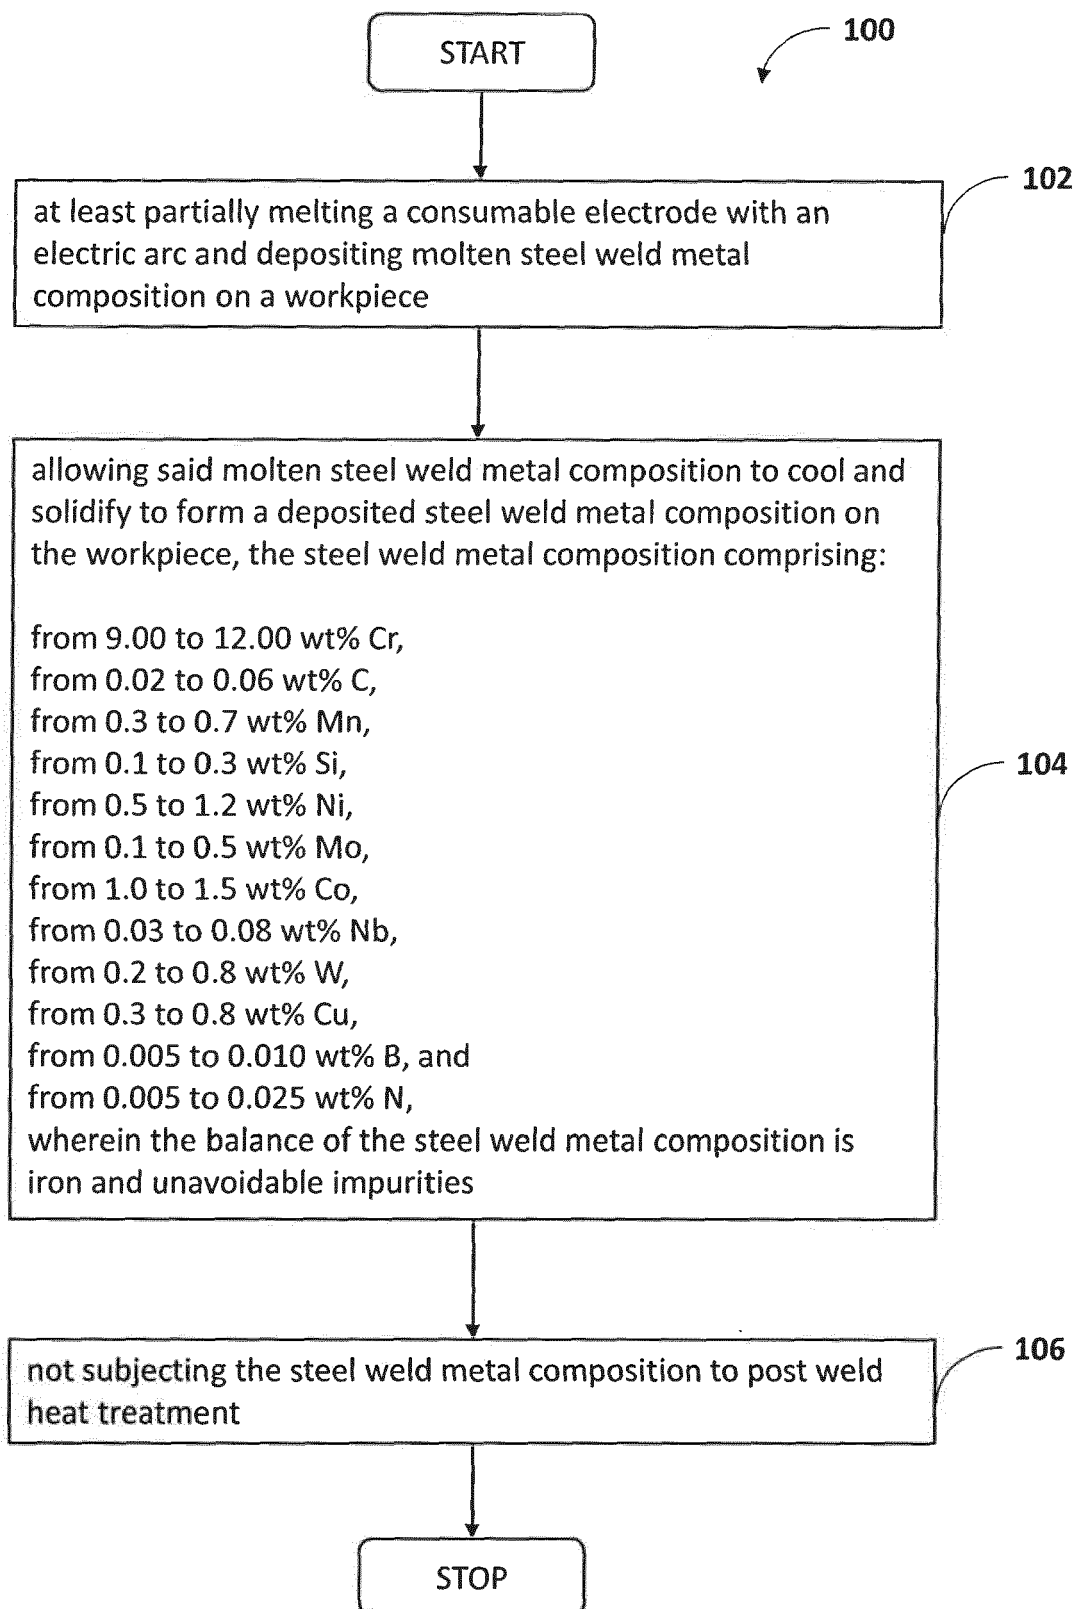 START
100
102
at least partially melting a consumable electrode with an
electric arc and depositing molten steel weld metal
composition on a workpiece
allowing said molten steel weld metal composition to cool and
solidify to form a deposited steel weld metal composition on
the workpiece, the steel weld metal composition comprising:
from 9.00 to 12.00 wt% Cr,
from 0.02 to 0.06 wt% C,
from 0.3 to 0.7 wt% Mn,
from 0.1 to 0.3 wt% Si,
104
from 0.5 to 1.2 wt% Ni,
from 0.1 to 0.5 wt% Mo,
from 1.0 to 1.5 wt% Co,
from 0.03 to 0.08 wt% Nb,
from 0.2 to 0.8 wt% W,
from 0.3 to 0.8 wt% Cu,
from 0.005 to 0.010 wt% B, and
from 0.005 to 0.025 wt% N,
wherein the balance of the steel weld metal composition is
iron and unavoidable impurities
106
not subjecting the steel weld metal composition to post weld
heat treatment
STOP